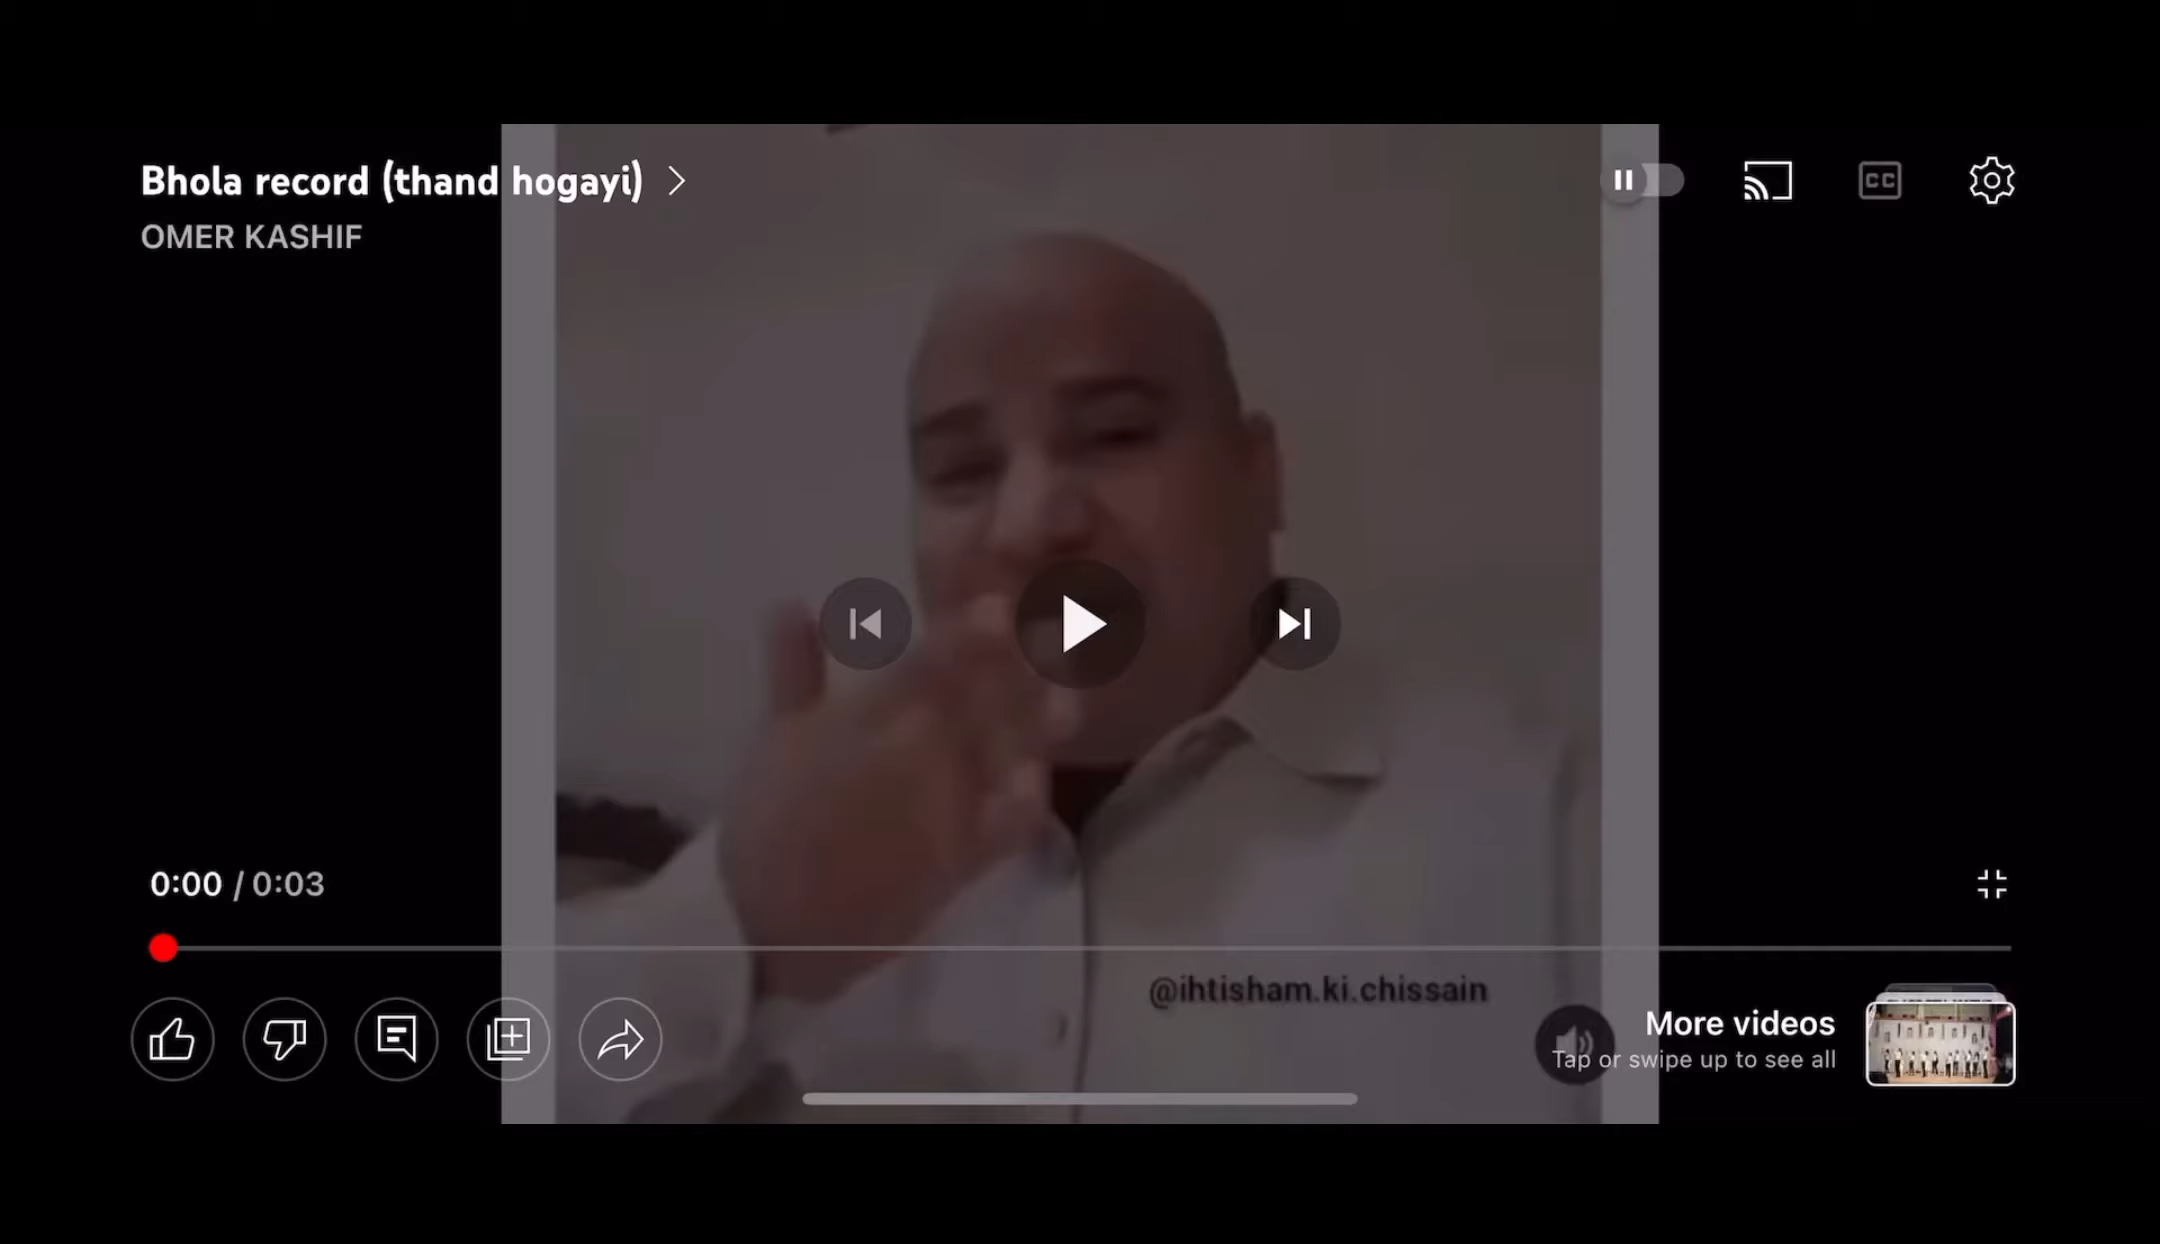 Bhola record (thand hogayi)
OMER KASHIF
CC
0:00 / 0:03
@ihtisham.ki.chissain
More videos
Tap or swipe up to see all